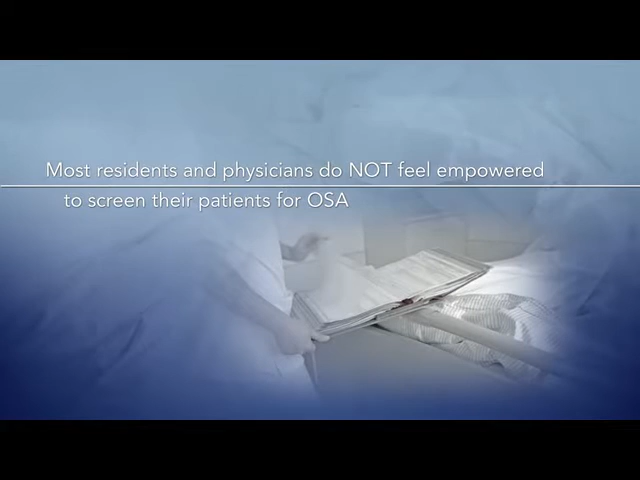 Most residents and physicians do NOT feel empowered
to screen their patients for OSA